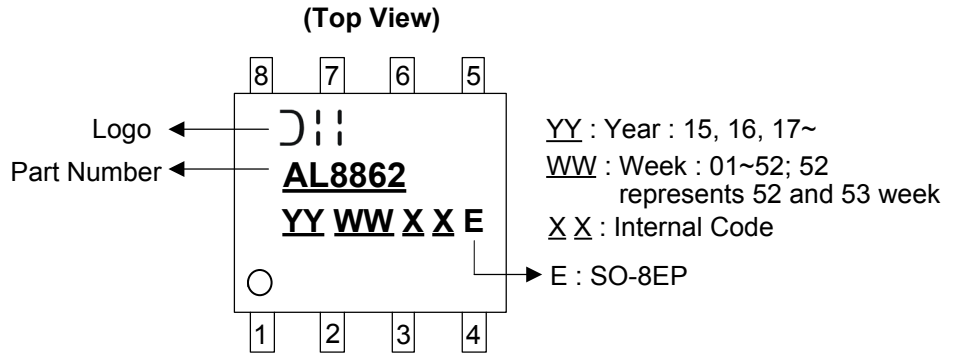 (Top View)
8 7 6 5
Logo
Part Number
AL8862
YY WW X X E
YY : Year : 15, 16, 17~
WW : Week : 01~52; 52
represents 52 and 53 week
X X : Internal Code
E : SO-8EP
1 2 3 4